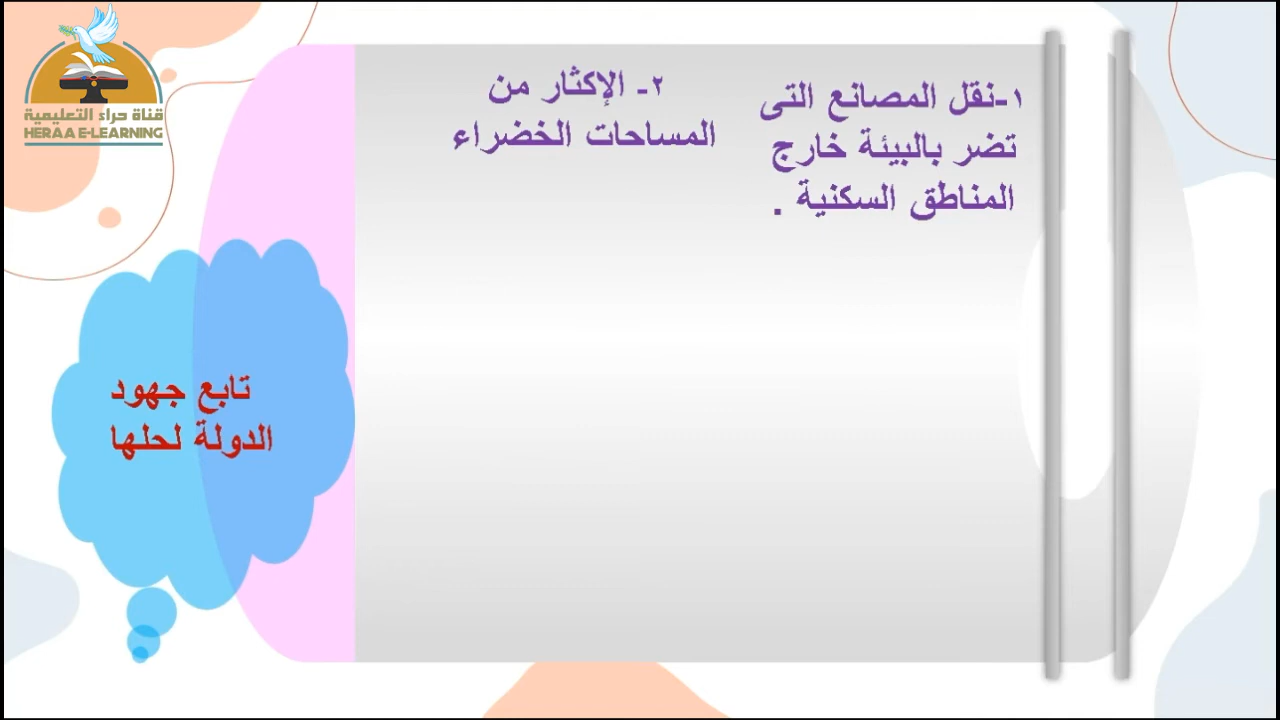 قناة حراء التعليمية
HERAA E-LEARNING
١-نقل المصانع التى
تضر بالبيئة خارج
المناطق السكنية .
٢- الإكثار من
المساحات الخضراء
تابع جهود
الدولة لحلها